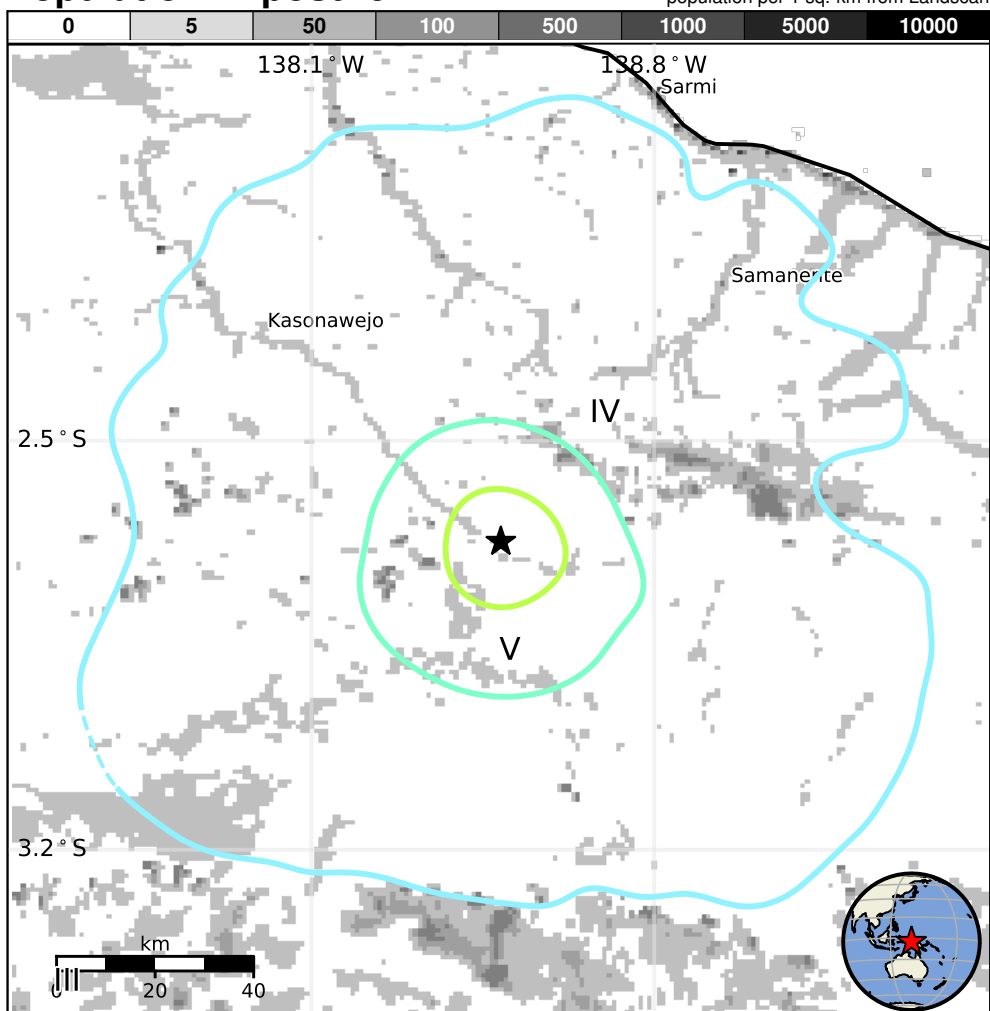 population per 1 sq. km from Landscan
0 5 50 100 500 1000 5000 10000
138.1°W 138.8°W
Sarmi
Samanente
Kasonawejo
IV
2.5°S
V
3.2°S
km
0 20 40
III